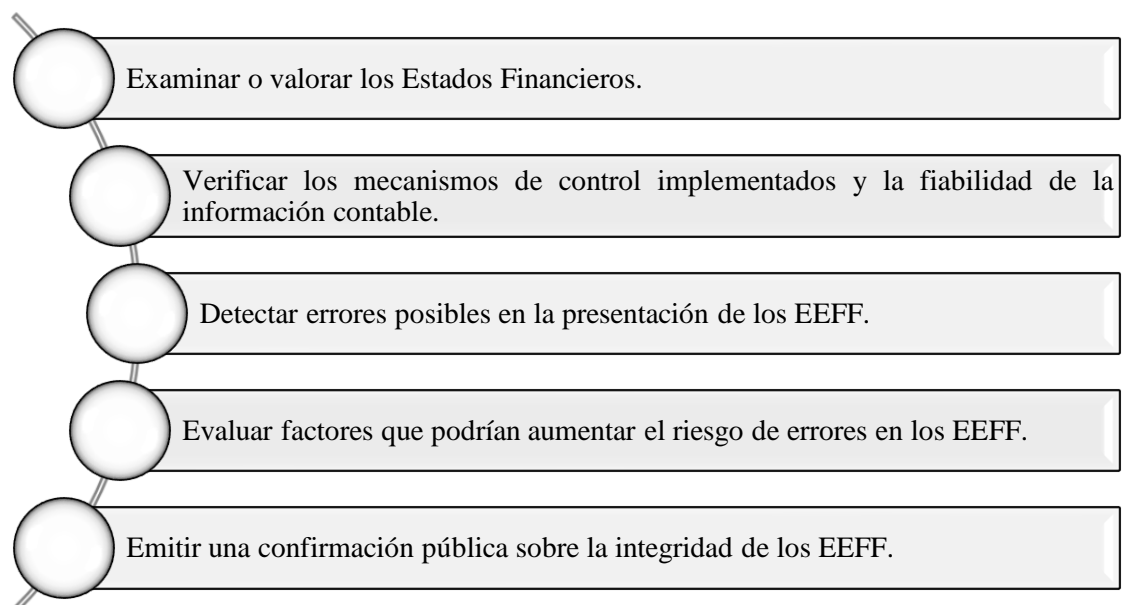 Examinar o valorar los Estados Financieros.
Verificar los mecanismos de control implementados y la fiabilidad de la
información contable.
Detectar errores posibles en la presentación de los EEFF.
Evaluar factores que podrían aumentar el riesgo de errores en los EEFF.
Emitir una confirmación pública sobre la integridad de los EEFF.